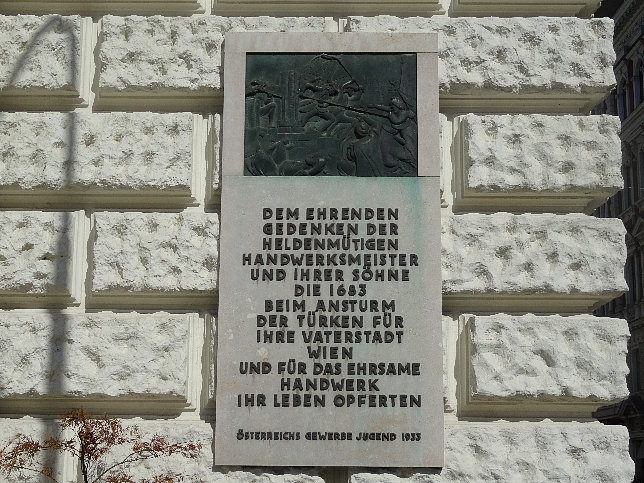 DEM EHRENDEN
GEDENKEN DER
HELDENMÜTIGEN
HANDWERKSMEISTER
UND IHRER SÖHNE
DIE 1683
BEIM ANSTURM
DER TÜRKEN FÜR
IHRE VATERSTADT
WIEN
UND FÜR DAS EHRSAME
HANDWERK
IHR LEBEN OPFERTEN
ÖSTERREICHS GEWERBE JUGEND 1933